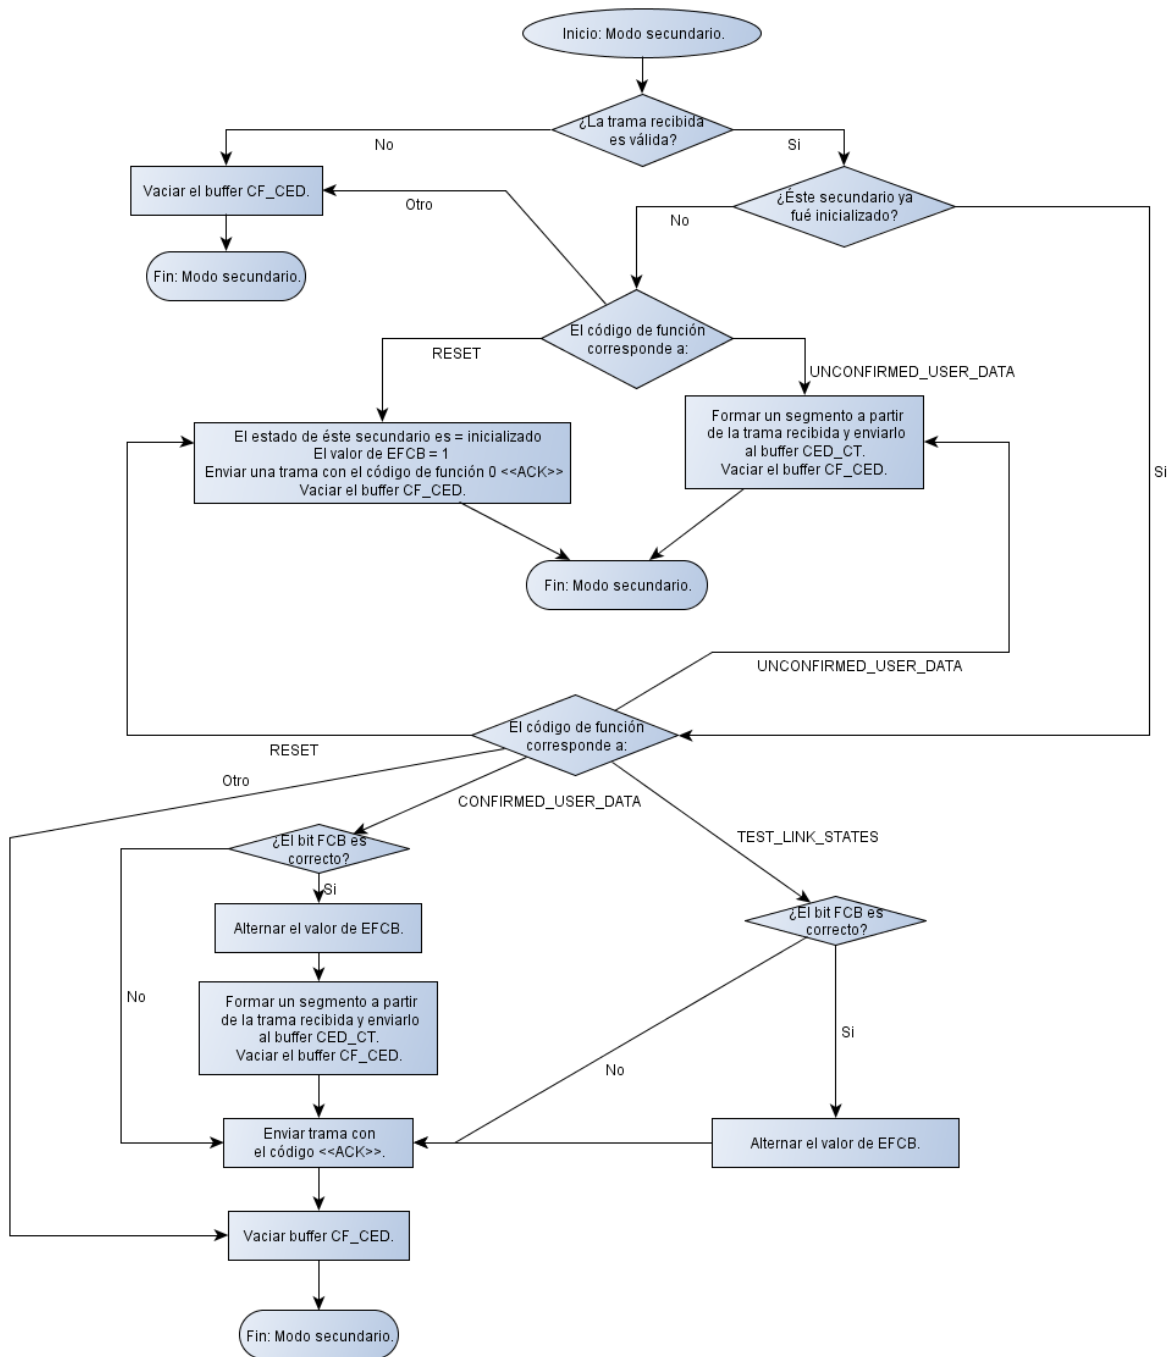 Inicio: Modo secundario.
¿La trama recibida
es válida?
No
Si
Vaciar el buffer CF_CED.
Otro
¿Éste secundario ya
fué inicializado?
No
Fin: Modo secundario.
El código de función
corresponde a:
RESET
UNCONFIRMED_USER_DATA
El estado de éste secundario es = inicializado
El valor de EFCB = 1
Enviar una trama con el código de función 0 <<ACK>>
Vaciar el buffer CF_CED.
Formar un segmento a partir
de la trama recibida y enviarlo
al buffer CED_CT.
Vaciar el buffer CF_CED.
Si
Fin: Modo secundario.
UNCONFIRMED_USER_DATA
El código de función
corresponde a:
RESET
Otro
CONFIRMED_USER_DATA
TEST_LINK_STATES
¿El bit FCB es
correcto?
Si
¿El bit FCB es
correcto?
Alternar el valor de EFCB.
No
Formar un segmento a partir
de la trama recibida y enviarlo
al buffer CED_CT.
Vaciar el buffer CF_CED.
Si
No
Enviar trama con
el código <<ACK>>.
Alternar el valor de EFCB.
Vaciar buffer CF_CED.
Fin: Modo secundario.